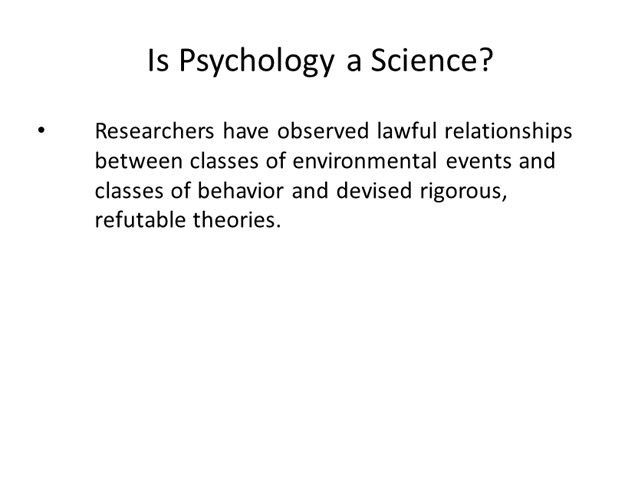 Is Psychology a Science?
• Researchers have observed lawful relationships
between classes of environmental events and
classes of behavior and devised rigorous,
refutable theories.